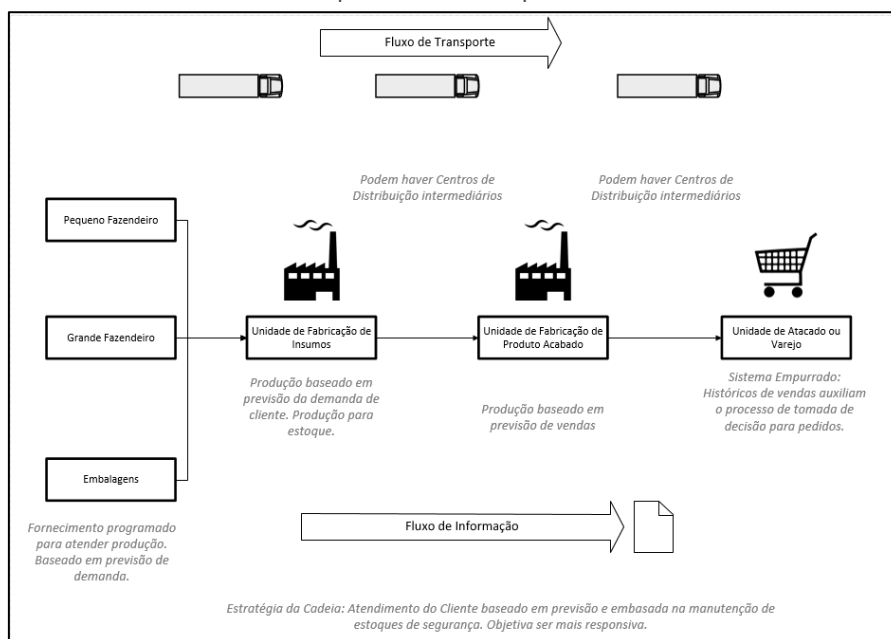 Fluxo de Transporte
Podem haver Centros de
Distribuição intermediários
Podem haver Centros de
Distribuição intermediários
Pequeno Fazendeiro
Grande Fazendeiro
Unidade de Fabricação de
Insumos
Unidade de Fabricação de
Produto Acabado
Unidade de Atacado ou
Varejo
Produção baseado em
previsão da demanda de
cliente. Produção para
estoque.
Produção baseado em
previsão de vendas
Sistema Empurrado:
Históricos de vendas auxiliam
o processo de tomada de
decisão para pedidos.
Embalagens
Fornecimento programado
para atender produção.
Baseado em previsão de
demanda.
Fluxo de Informação
Estratégia da Cadeia: Atendimento do Cliente baseado em previsão e embasada na manutenção de
estoques de segurança. Objetiva ser mais responsiva.